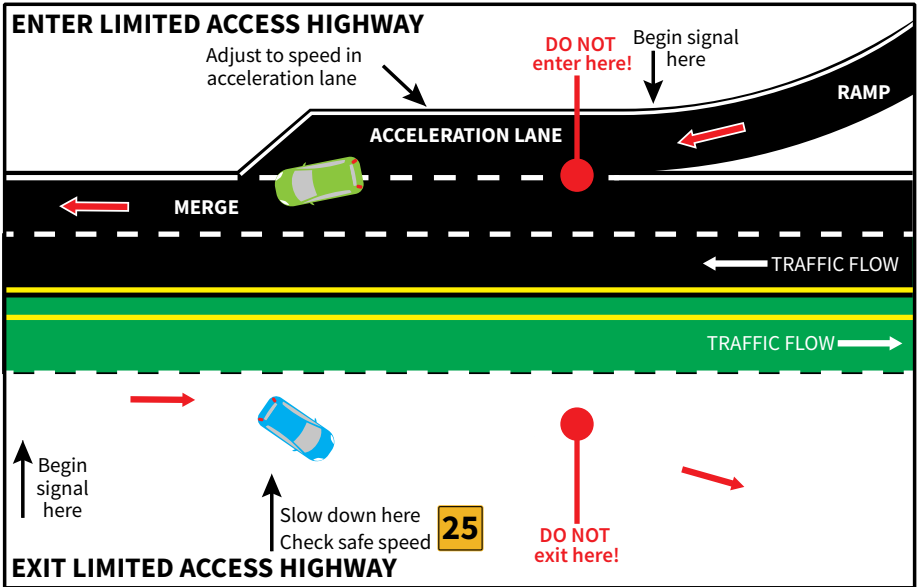 ENTER LIMITED ACCESS HIGHWAY
Adjust to speed in
acceleration lane
DO NOT
enter here!
Begin signal
here
RAMP
ACCELERATION LANE
MERGE
TRAFFIC FLOW
TRAFFIC FLOW
Begin
signal
here
Slow down here
Check safe speed
25
DO NOT
exit here!
EXIT LIMITED ACCESS HIGHWAY